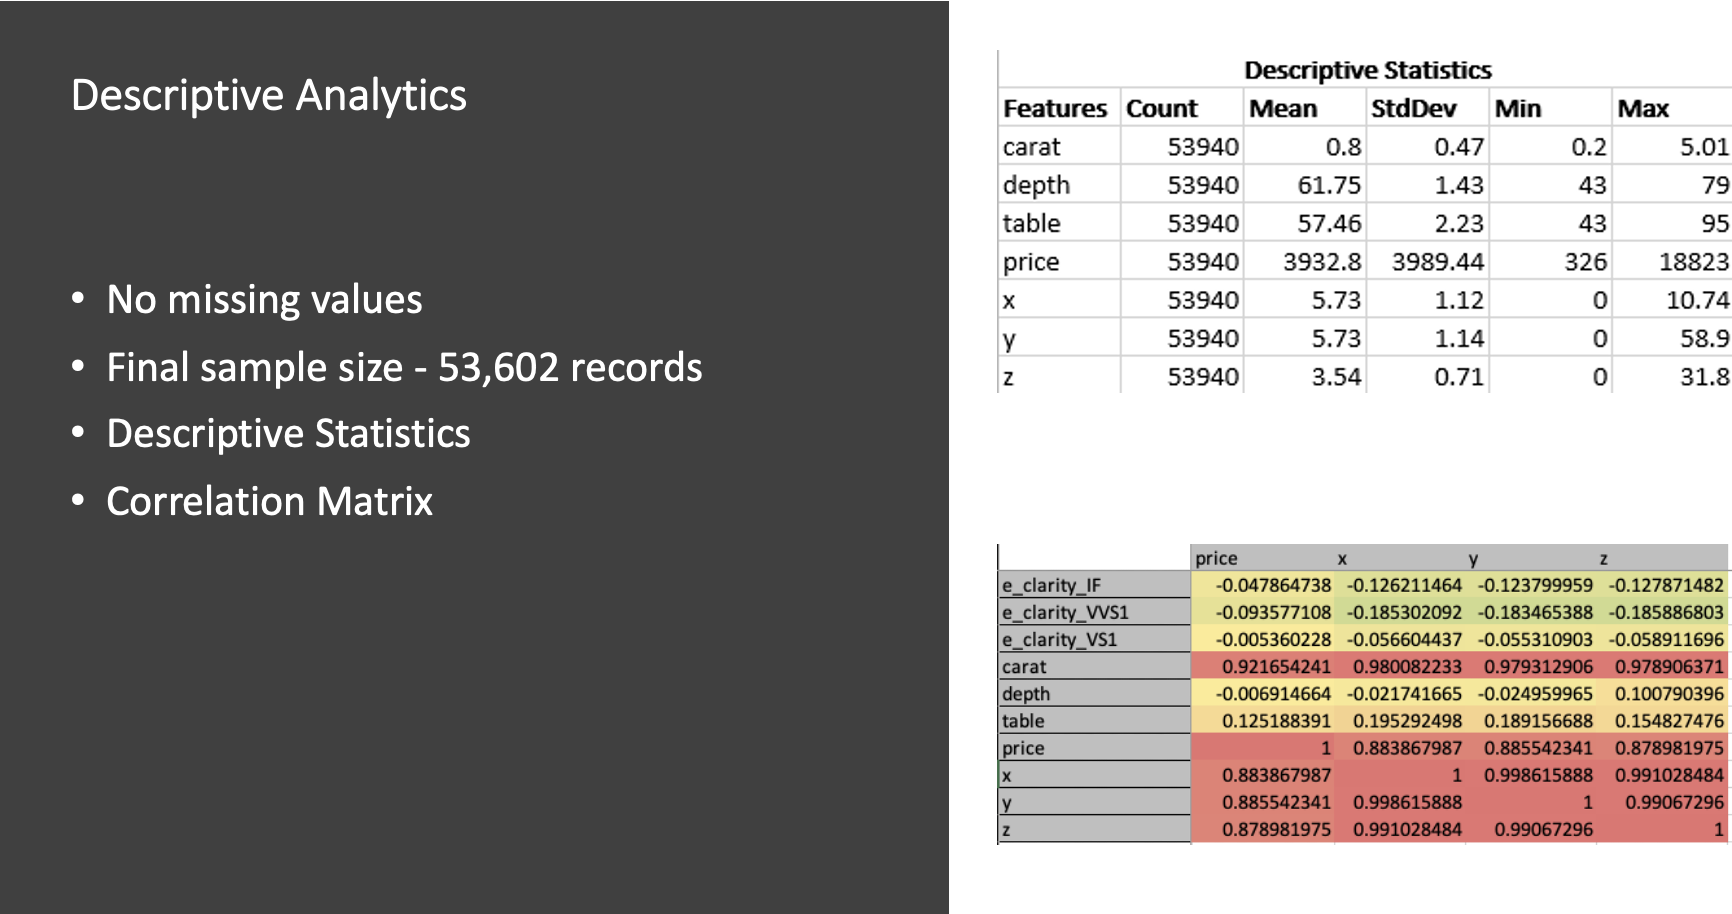 Descriptive Analytics
• No missing values
• Final sample size - 53,602 records
• Descriptive Statistics
• Correlation Matrix
Descriptive Statistics
Features Count Mean StdDev Min Max
carat 53940 0.8 0.47 0.2 5.01
depth 53940 61.75 1.43 43 79
table 53940 57.46 2.23 43 95
price 53940 3932.8 3989.44 326 18823
x 53940 5.73 1.12 0 10.74
y 53940 5.73 1.14 0 58.9
z 53940 3.54 0.71 0 31.8
price x y z
e_clarity_IF -0.047864738 -0.126211464 -0.123799959 -0.127871482
e_clarity_VVS1 -0.093577108 -0.185302092 -0.183465388 -0.185886803
e_clarity_VS1 -0.005360228 -0.056604437 -0.055310903 -0.058911696
carat 0.921654241 0.980082233 0.979312906 0.978906371
depth -0.006914664 -0.021741665 -0.024959965 0.100790396
table 0.125188391 0.195292498 0.189156688 0.154827476
price 1 0.883867987 0.885542341 0.878981975
x 0.883867987 1 0.998615888 0.991028484
y 0.885542341 0.998615888 1 0.99067296
z 0.878981975 0.991028484 0.99067296 1